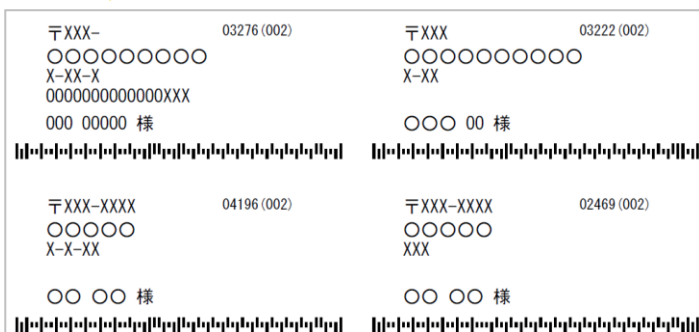 〒XXX- 03276(002)
○○○○○○○○○
X-XX-X
0000000000000XXX
000 00000 様
〒XXX 03222(002)
○○○○○○○○○○
X-XX
○○○ 00 様
〒XXX-XXXX 04196(002)
○○○○○
X-X-XX
○○ ○○ 様
〒XXX-XXXX 02469(002)
○○○○○
XXX
○○ ○○ 様